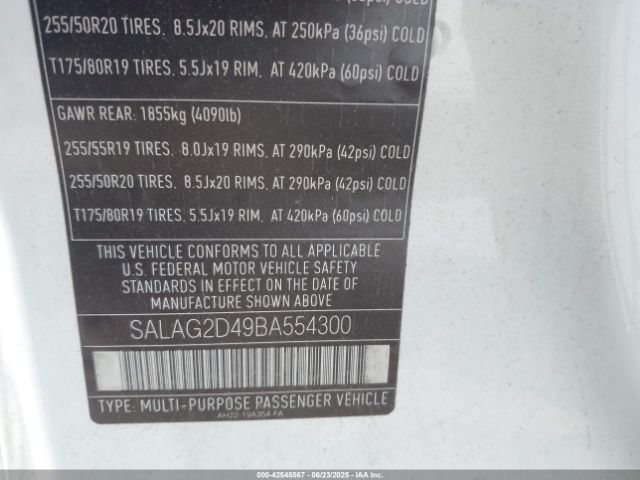 255/50R20 TIRES, 8.5Jx20 RIMS, AT 250kPa (36psi) COLD
T175/80R19 TIRES, 5.5Jx19 RIM, AT 420kPa (60psi) COLD
GAWR REAR: 1855kg (4090lb)
255/55R19 TIRES, 8.0Jx19 RIMS, AT 290kPa (42psi) COLD
255/50R20 TIRES, 8.5Jx20 RIMS, AT 290kPa (42psi) COLD
T175/80R19 TIRES, 5.5Jx19 RIM, AT 420kPa (60psi) COLD
THIS VEHICLE CONFORMS TO ALL APPLICABLE
U.S. FEDERAL MOTOR VEHICLE SAFETY
STANDARDS IN EFFECT ON THE DATE OF
MANUFACTURE SHOWN ABOVE
SALAG2D49BA554300
TYPE: MULTI-PURPOSE PASSENGER VEHICLE
AH22-19A354-FA
000-42548567 - 06/23/2025 - IAAI.com